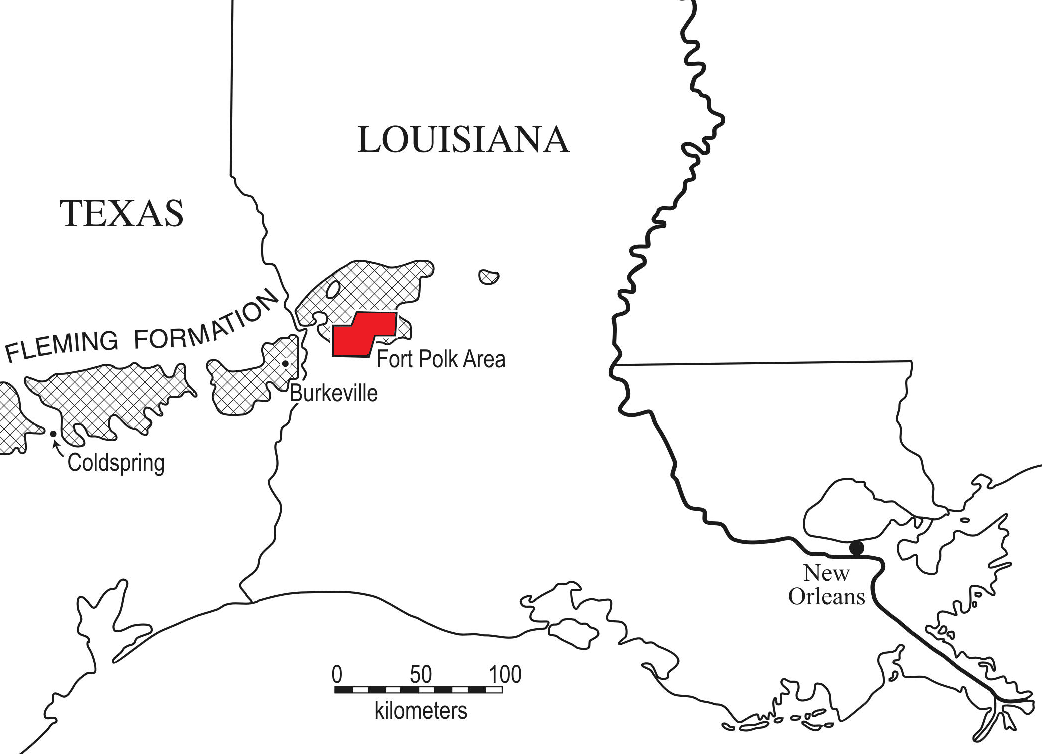 LOUISIANA
TEXAS
FLEMING FORMATION
Fort Polk Area
Burkeville
Coldspring
New
Orleans
0 50 100
kilometers